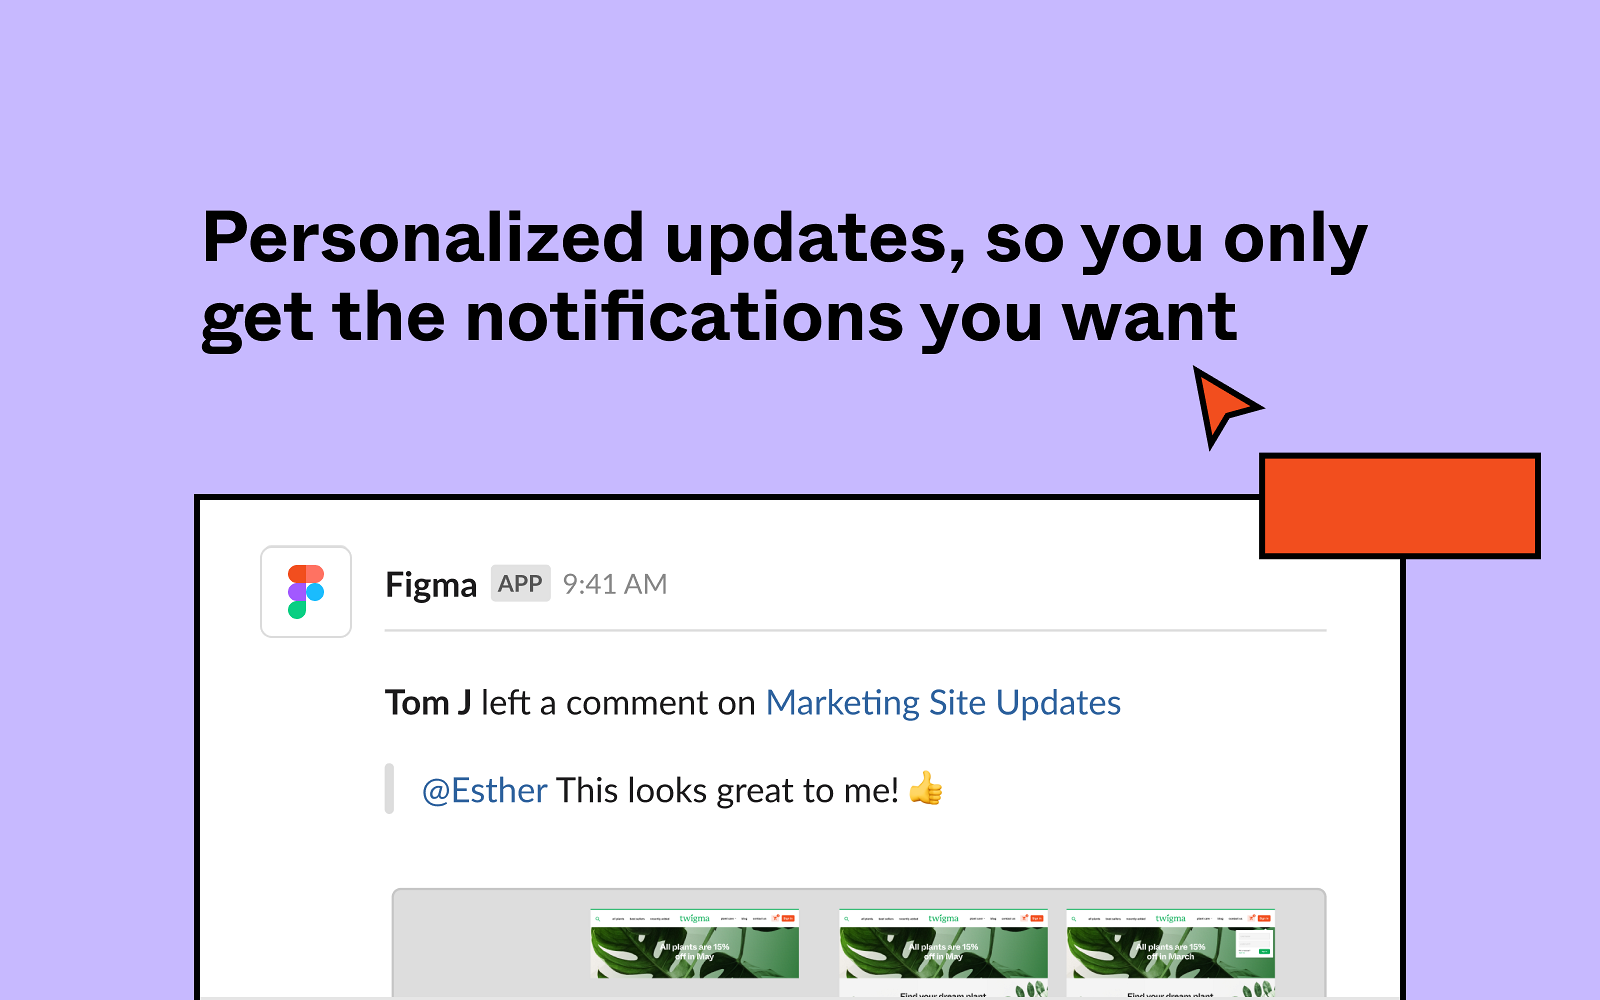 Personalized updates, so you only
get the notifications you want
Figma APP 9:41 AM
Tom J left a comment on Marketing Site Updates
@Esther This looks great to me! 👍
twigma
All plants are 15%
off in May
twigma
All plants are 15%
off in May
Find your dream plant
twigma
All plants are 15%
off in March
Find your dream plant